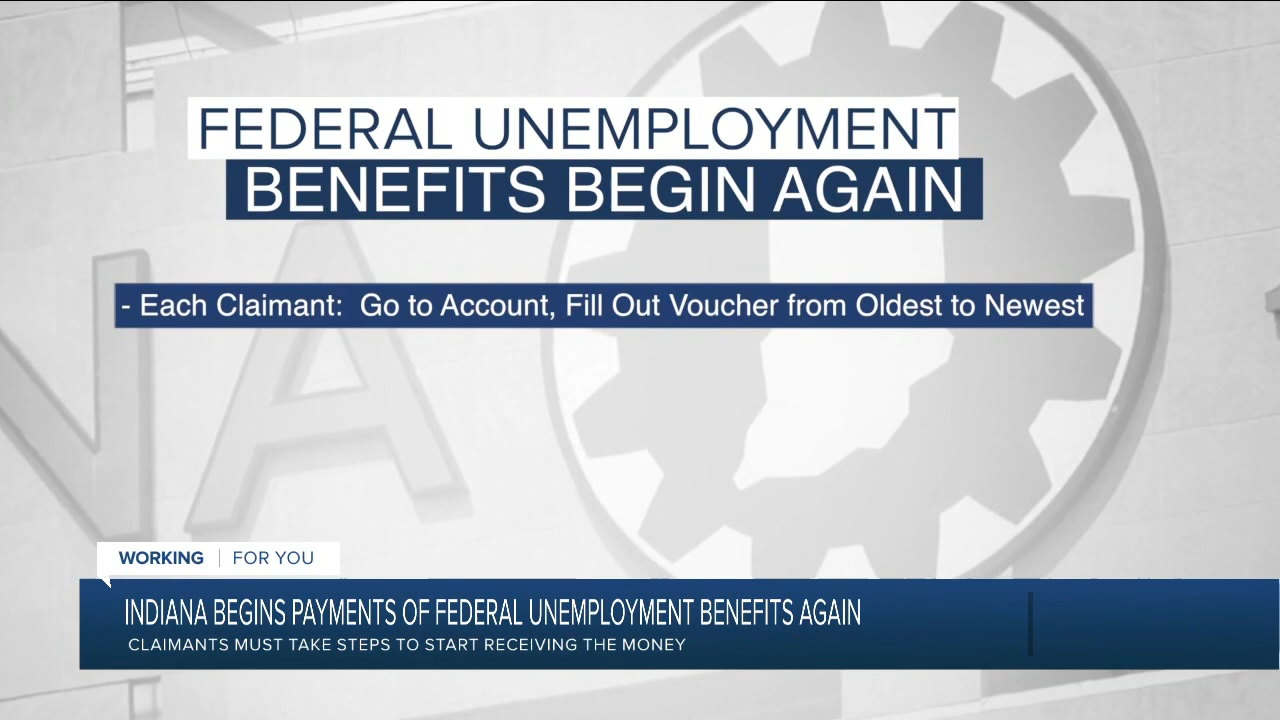 FEDERAL UNEMPLOYMENT
BENEFITS BEGIN AGAIN
- Each Claimant: Go to Account, Fill Out Voucher from Oldest to Newest
NA
WORKING | FOR YOU
INDIANA BEGINS PAYMENTS OF FEDERAL UNEMPLOYMENT BENEFITS AGAIN
CLAIMANTS MUST TAKE STEPS TO START RECEIVING THE MONEY